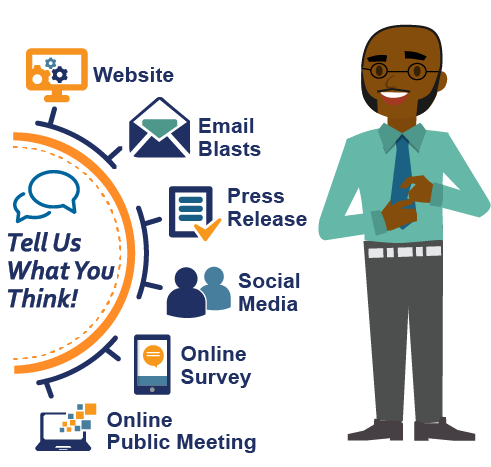 Website
Email
Blasts
Press
Release
Tell Us
What You
Think!
Social
Media
Online
Survey
Online
Public Meeting